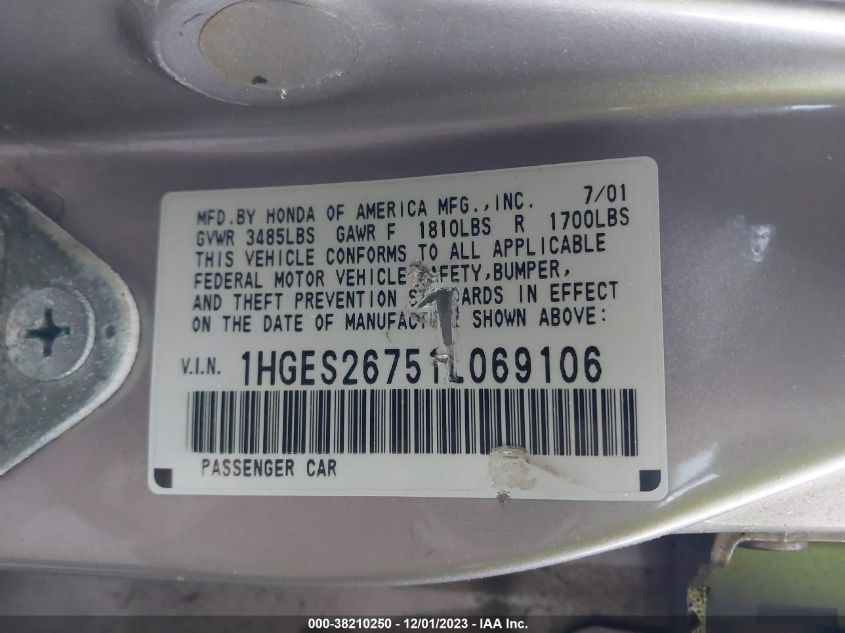 MFD.BY HONDA OF AMERICA MFG.,INC. 7/01
GVWR 3485LBS GAWR F 1810LBS R 1700LBS
THIS VEHICLE CONFORMS TO ALL APPLICABLE
FEDERAL MOTOR VEHICLE AFETY,BUMPER,
AND THEFT PREVENTION S ARDS IN EFFECT
ON THE DATE OF MANUFACT SHOWN ABOVE:
V.I.N. 1HGES26751L069106
PASSENGER CAR
000-38210250 - 12/01/2023 - IAA Inc.